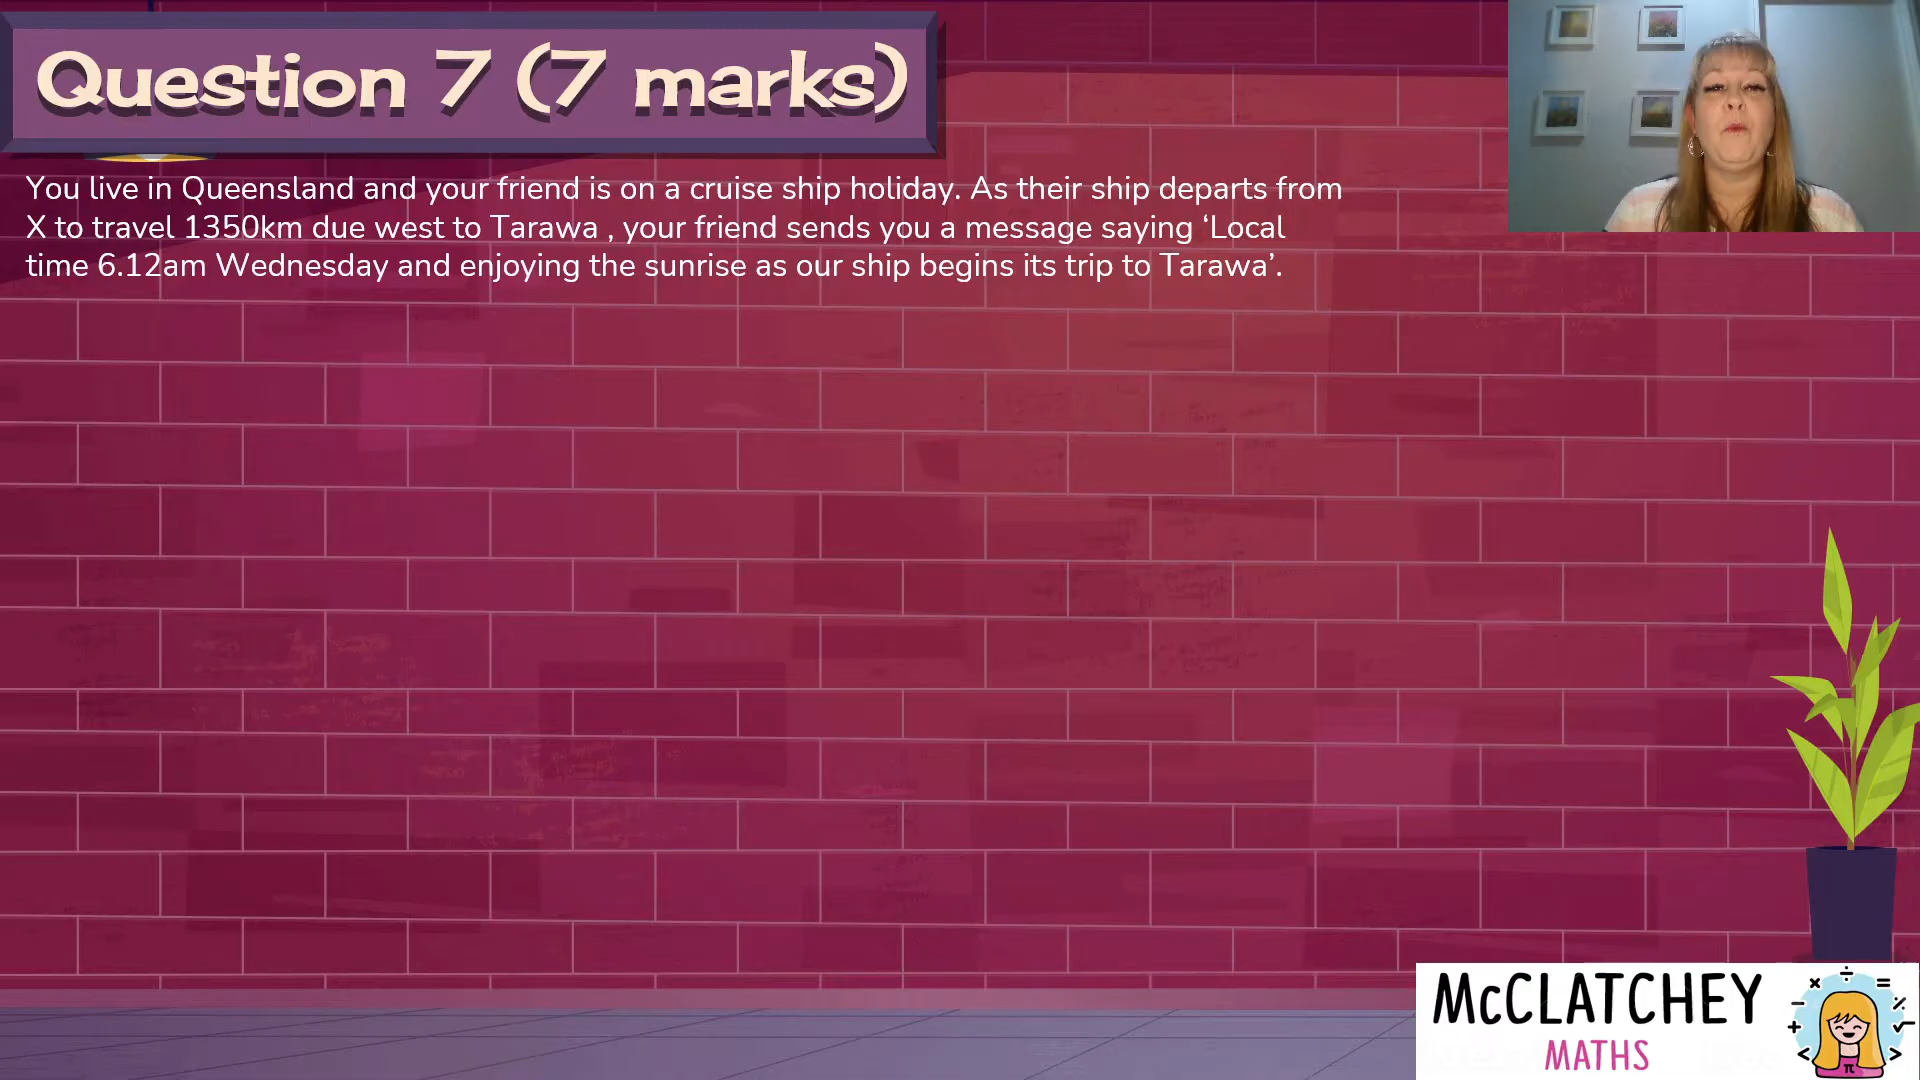 Question 7 (7 marks)
You live in Queensland and your friend is on a cruise ship holiday. As their ship departs from
X to travel 1350km due west to Tarawa , your friend sends you a message saying ‘Local
time 6.12am Wednesday and enjoying the sunrise as our ship begins its trip to Tarawa’.
McCLATCHEY
MATHS